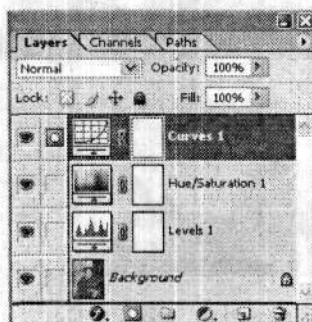 Layers Channels Paths
Normal Opacity: 100%
Lock: Fill: 100%
Curves 1
Hue/Saturation 1
Levels 1
Background